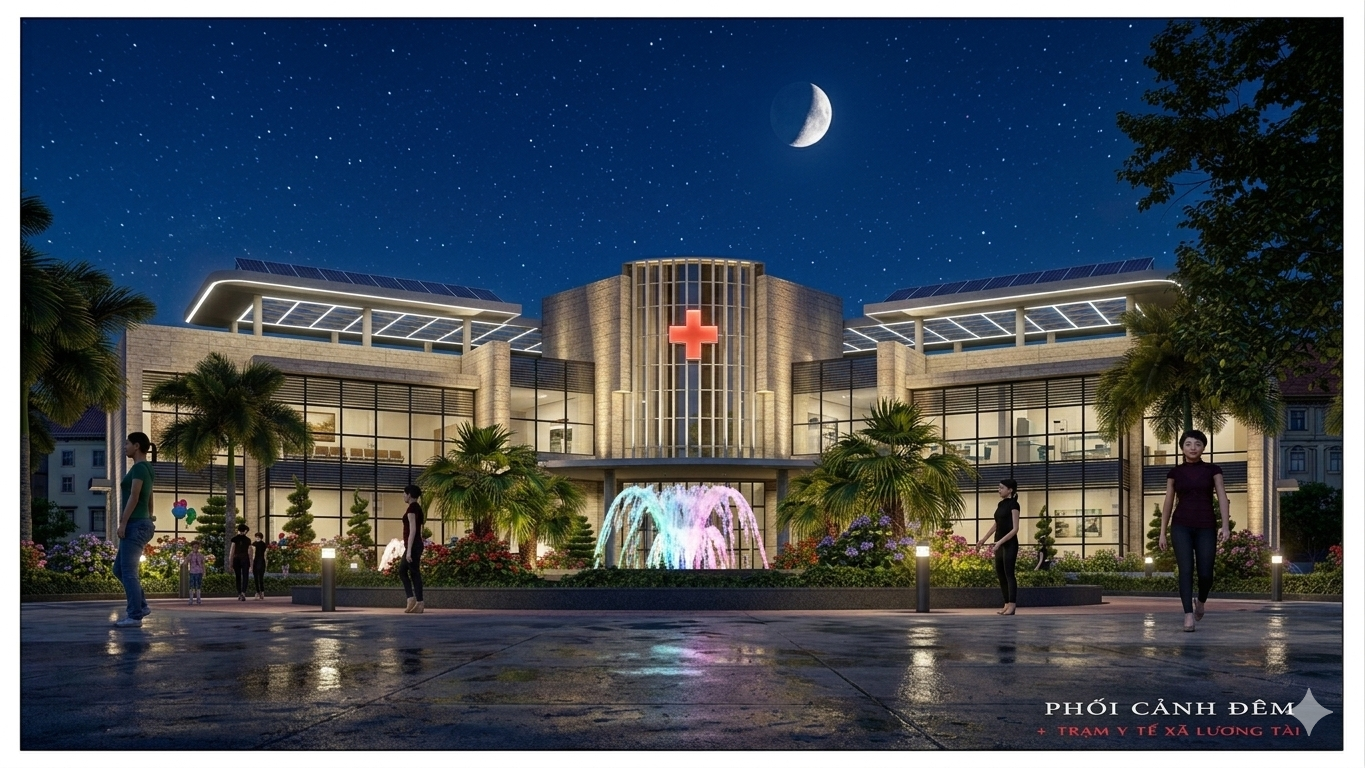 PHỐI CẢNH ĐÊM
+ TRẠM Y TẾ XÃ LƯƠNG TÀI